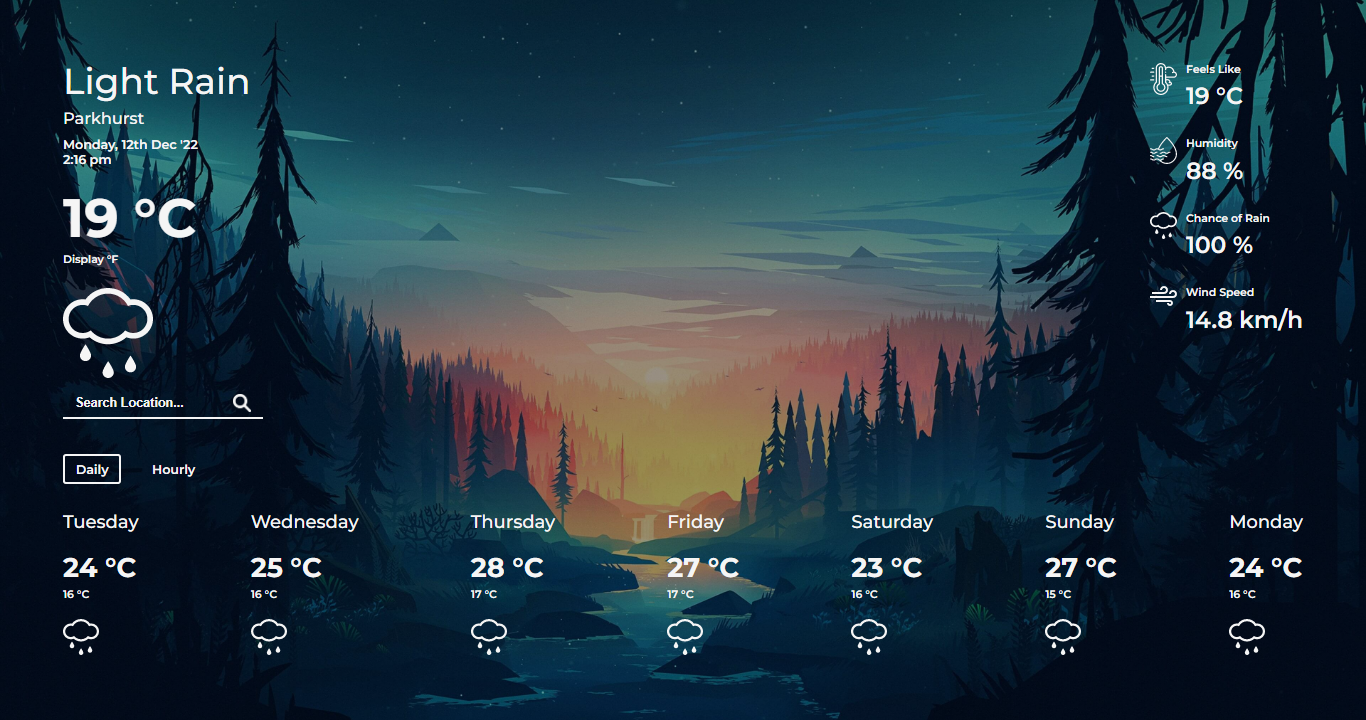 Light Rain
Parkhurst
Monday, 12th Dec '22
2:16 pm
19 °C
Display °F
Search Location...
Feels Like
19 °C
Humidity
88 %
Chance of Rain
100 %
Wind Speed
14.8 km/h
Daily Hourly
Tuesday
24 °C
16 °C
Wednesday
25 °C
16 °C
Thursday
28 °C
17 °C
Friday
27 °C
17 °C
Saturday
23 °C
16 °C
Sunday
27 °C
15 °C
Monday
24 °C
16 °C